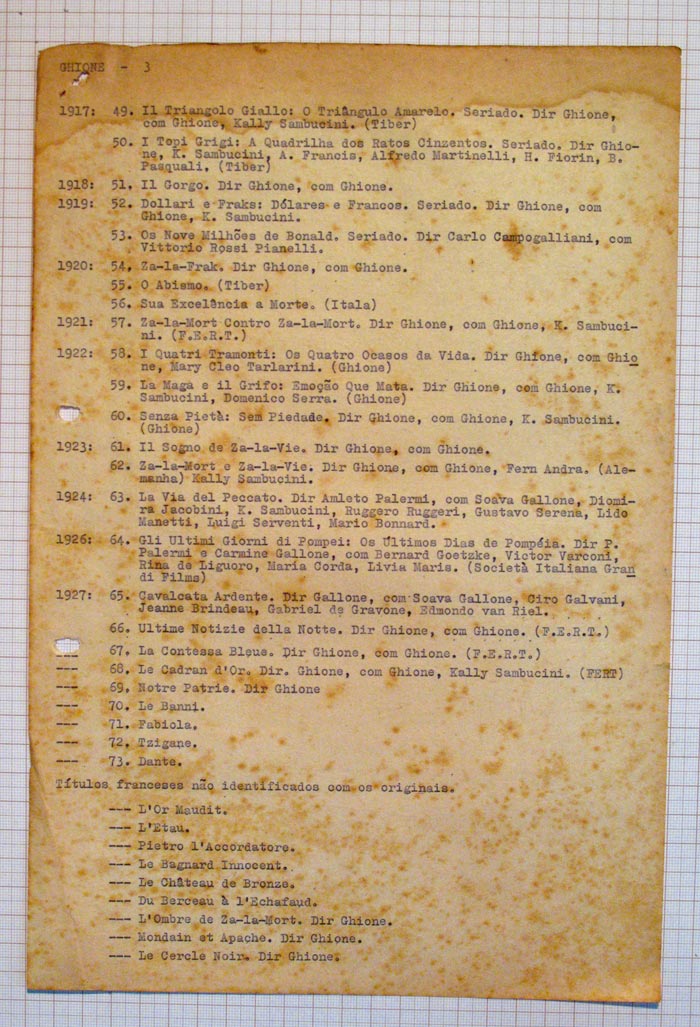 GHIONE - 3
1917: 49. Il Triangolo Giallo: O Triângulo Amarelo. Seriado. Dir Ghione,
com Ghione, Kally Sambucini. (Tiber)
50. I Topi Grigi: A Quadrilha dos Ratos Cinzentos. Seriado. Dir Ghio-
ne, K. Sambucini, A. Francis, Alfredo Martinelli, H. Fiorin, B.
Pasquali. (Tiber)
1918: 51. Il Gorgo. Dir Ghione, com Ghione.
1919: 52. Dollari e Fraks: Dólares e Francos. Seriado. Dir Ghione, com
Ghione, K. Sambucini.
53. Os Nove Milhões de Bonald. Seriado. Dir Carlo Campogalliani, com
Vittorio Rossi Pianelli.
1920: 54. Za-la-Frak. Dir Ghione, com Ghione.
55. O Abismo. (Tiber)
56. Sua Excelência a Morte. (Itala)
1921: 57. Za-la-Mort Contro Za-la-Mort. Dir Ghione, com Ghione, K. Sambuci-
ni. (F.E.R.T.)
1922: 58. I Quatri Tramonti: Os Quatro Ocasos da Vida. Dir Ghione, com Ghio
ne, Mary Cleo Tarlarini. (Ghione)
59. La Maga e il Grifo: Emoção Que Mata. Dir Ghione, com Ghione, K.
Sambucini, Domenico Serra. (Ghione)
60. Senza Pietà: Sem Piedade. Dir Ghione, com Ghione, K. Sambucini.
(Ghione)
1923: 61. Il Sogno de Za-la-Vie. Dir Ghione, com Ghione.
62. Za-la-Mort e Za-la-Vie. Dir Ghione, com Ghione, Fern Andra. (Ale-
manha) Kally Sambucini.
1924: 63. La Via del Peccato. Dir Amleto Palermi, com Soava Gallone, Diomi-
ra Jacobini, K. Sambucini, Ruggero Ruggeri, Gustavo Serena, Lido
Manetti, Luigi Serventi, Mario Bonnard.
1926: 64. Gli Ultimi Giorni di Pompei: Os Últimos Dias de Pompéia. Dir P.
Palermi e Carmine Gallone, com Bernard Goetzke, Victor Varconi,
Rina de Liguoro, Maria Corda, Livia Maris. (Società Italiana Gran
di Films)
1927: 65. Cavalcata Ardente. Dir Gallone, com Soava Gallone, Ciro Galvani,
Jeanne Brindeau, Gabriel de Gravone, Edmondo van Riel.
66. Ultime Notizie della Notte. Dir Ghione, com Ghione. (F.E.R.T.)
--- 67. La Contessa Bleue. Dir Ghione, com Ghione. (F.E.R.T.)
--- 68. Le Cadran d'Or. Dir. Ghione, com Ghione, Kally Sambucini. (FERT)
--- 69. Notre Patrie. Dir Ghione
--- 70. Le Banni.
--- 71. Fabiola.
--- 72. Tzigane.
--- 73. Dante.
Títulos franceses não identificados com os originais.
--- L'Or Maudit.
--- L'Etau.
--- Pietro l'Accordatore.
--- Le Bagnard Innocent.
--- Le Château de Bronze.
--- Du Berceau à l'Echafaud.
--- L'Ombre de Za-la-Mort. Dir Ghione.
--- Mondain et Apache. Dir Ghione.
--- Le Cercle Noir. Dir Ghione.